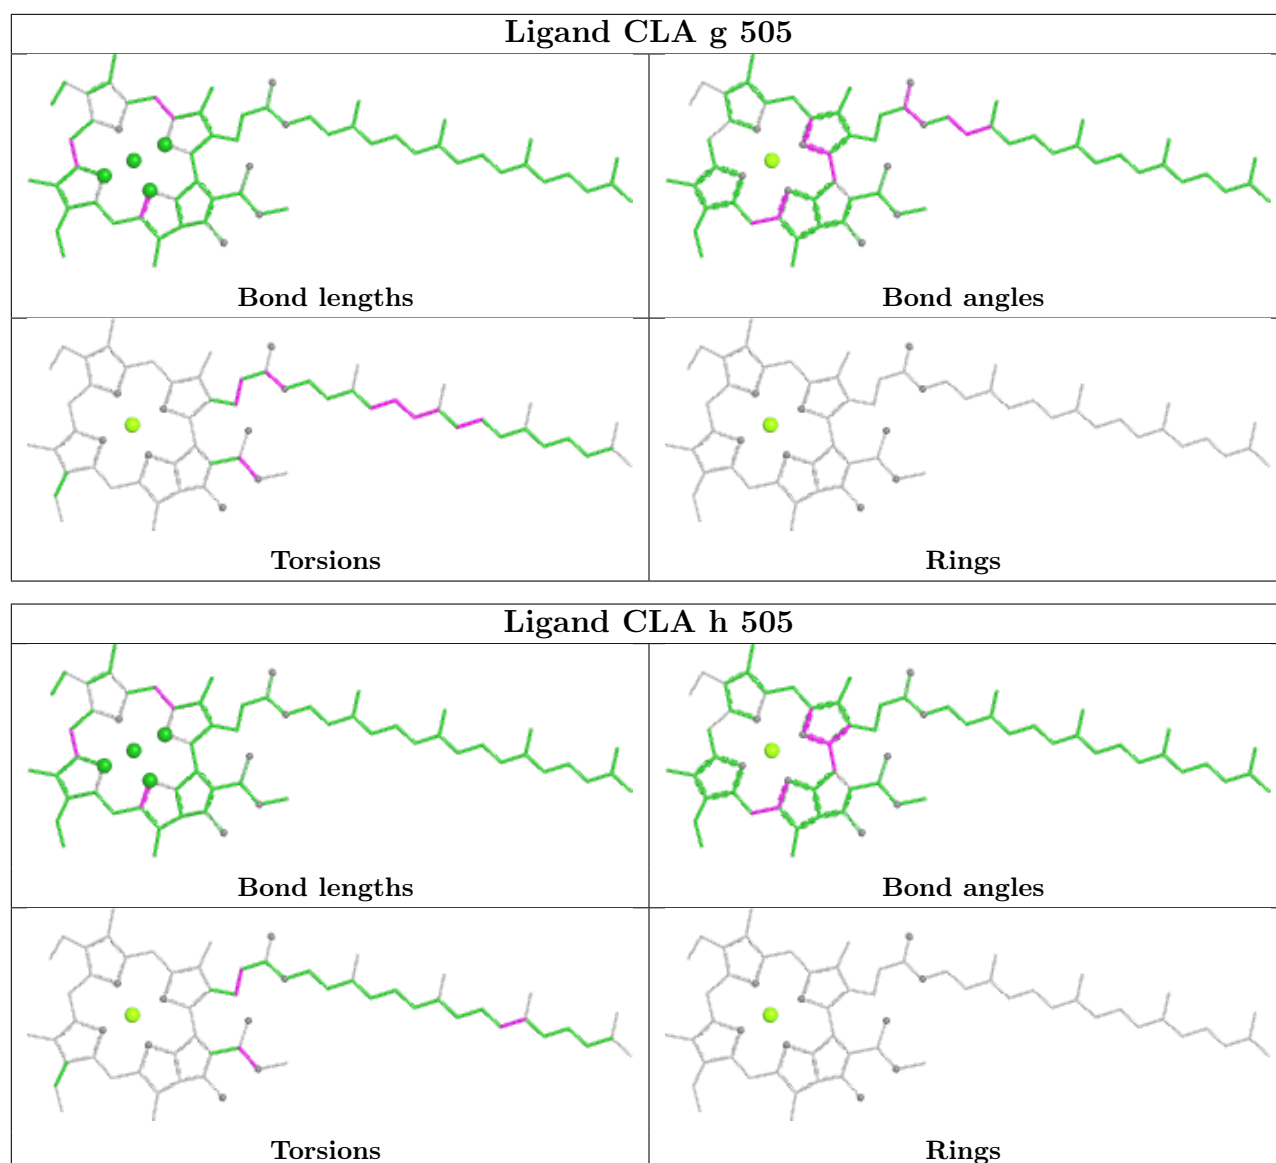 Ligand CLA g 505
Bond lengths
Bond angles
Torsions
Rings
Ligand CLA h 505
Bond lengths
Bond angles
Torsions
Rings